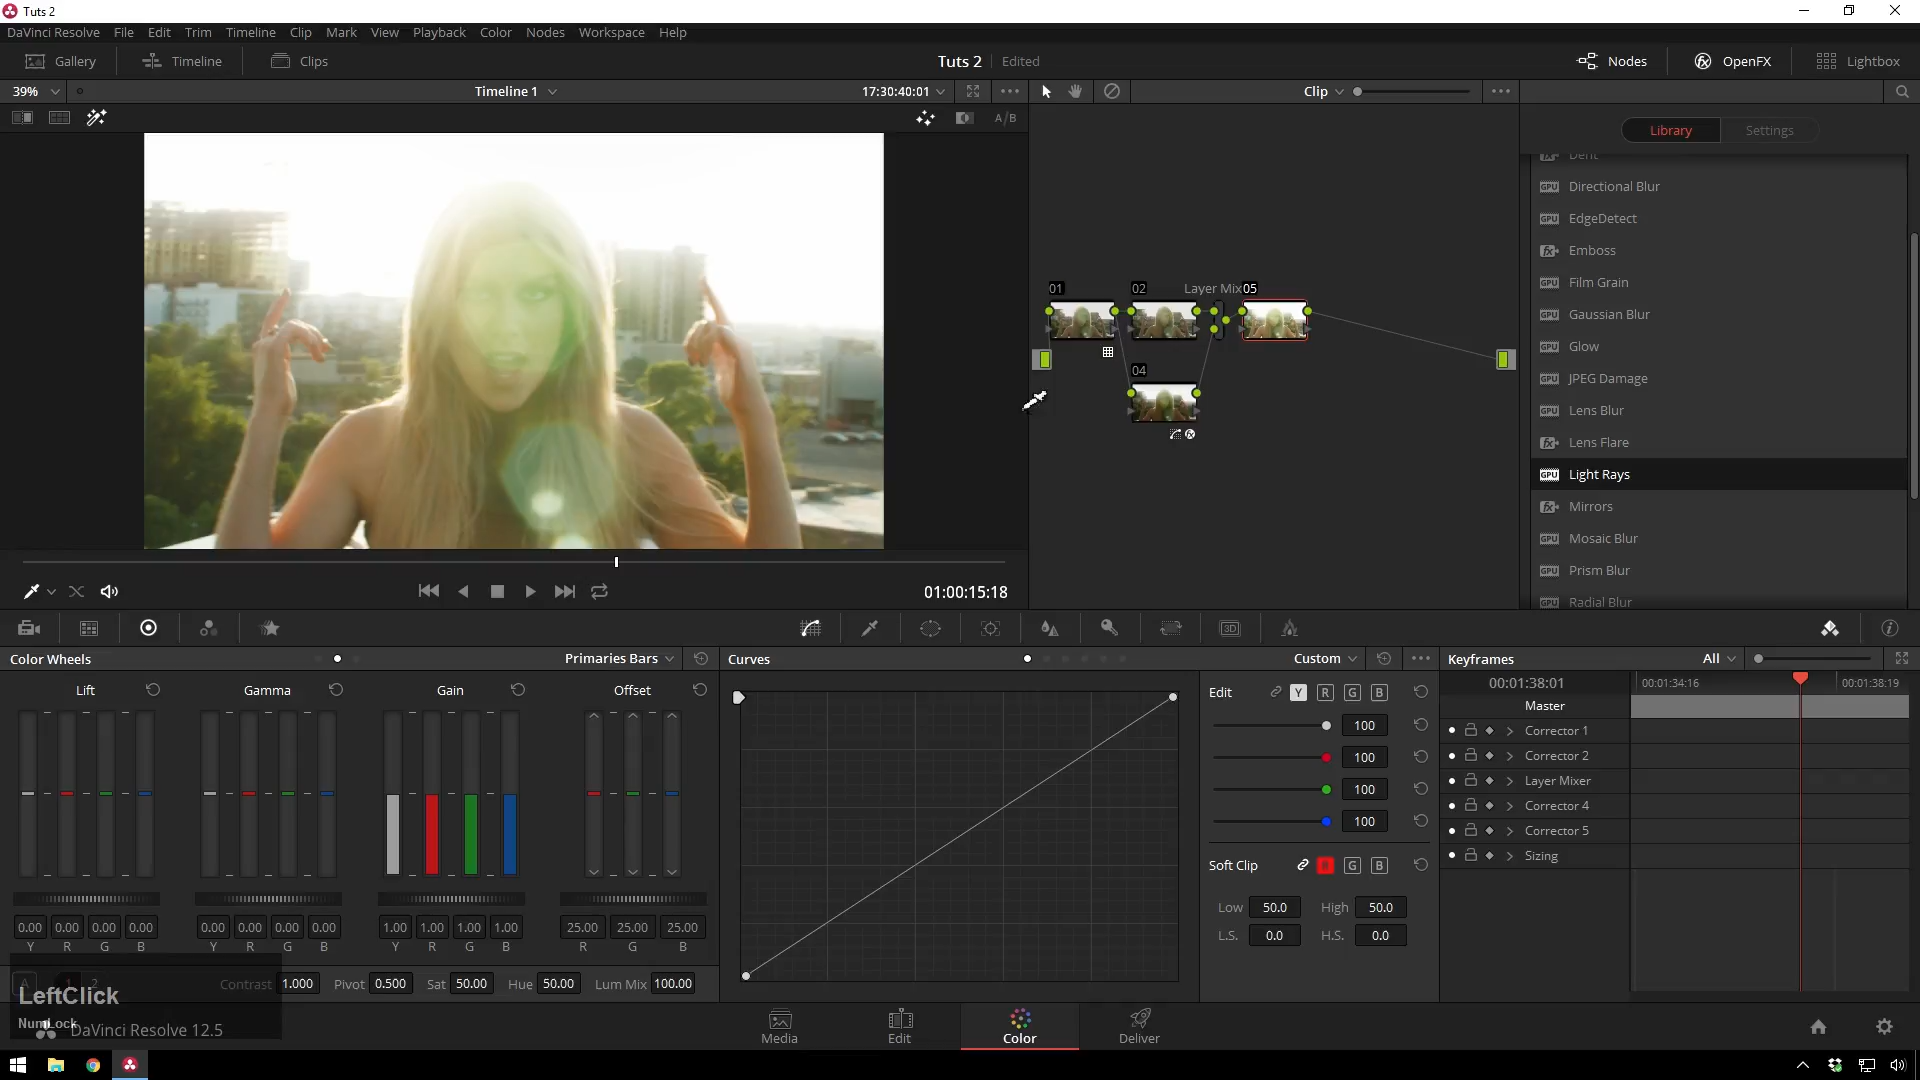 Tuts 2
DaVinci Resolve File Edit Trim Timeline Clip Mark View Playback Color Nodes Workspace Help
Gallery Timeline Clips Tuts 2 Edited Nodes OpenFX Lightbox
39% Timeline 1 17:30:40:01 Clip
A/B
Library Settings
Dent
Directional Blur
EdgeDetect
Emboss
Film Grain
Gaussian Blur
Glow
JPEG Damage
Lens Blur
Lens Flare
Light Rays
Mirrors
Mosaic Blur
Prism Blur
Radial Blur
01 02 Layer Mix 05
04
01:00:15:18
3D
Color Wheels Primaries Bars
Lift Gamma Gain Offset
0.00 0.00 0.00 0.00 0.00 0.00 0.00 0.00 1.00 1.00 1.00 1.00 25.00 25.00 25.00
Y R G B Y R G B Y R G B R G B
A 1 2 Contrast 1.000 Pivot 0.500 Sat 50.00 Hue 50.00 Lum Mix 100.00
Curves Custom
Edit Y R G B
100
100
100
100
Soft Clip R G B
Low 50.0 High 50.0
L.S. 0.0 H.S. 0.0
Keyframes All
00:01:38:01 00:01:34:16 00:01:38:19
Master
Corrector 1
Corrector 2
Layer Mixer
Corrector 4
Corrector 5
Sizing
LeftClick
NumLock
DaVinci Resolve 12.5
Media Edit Color Deliver